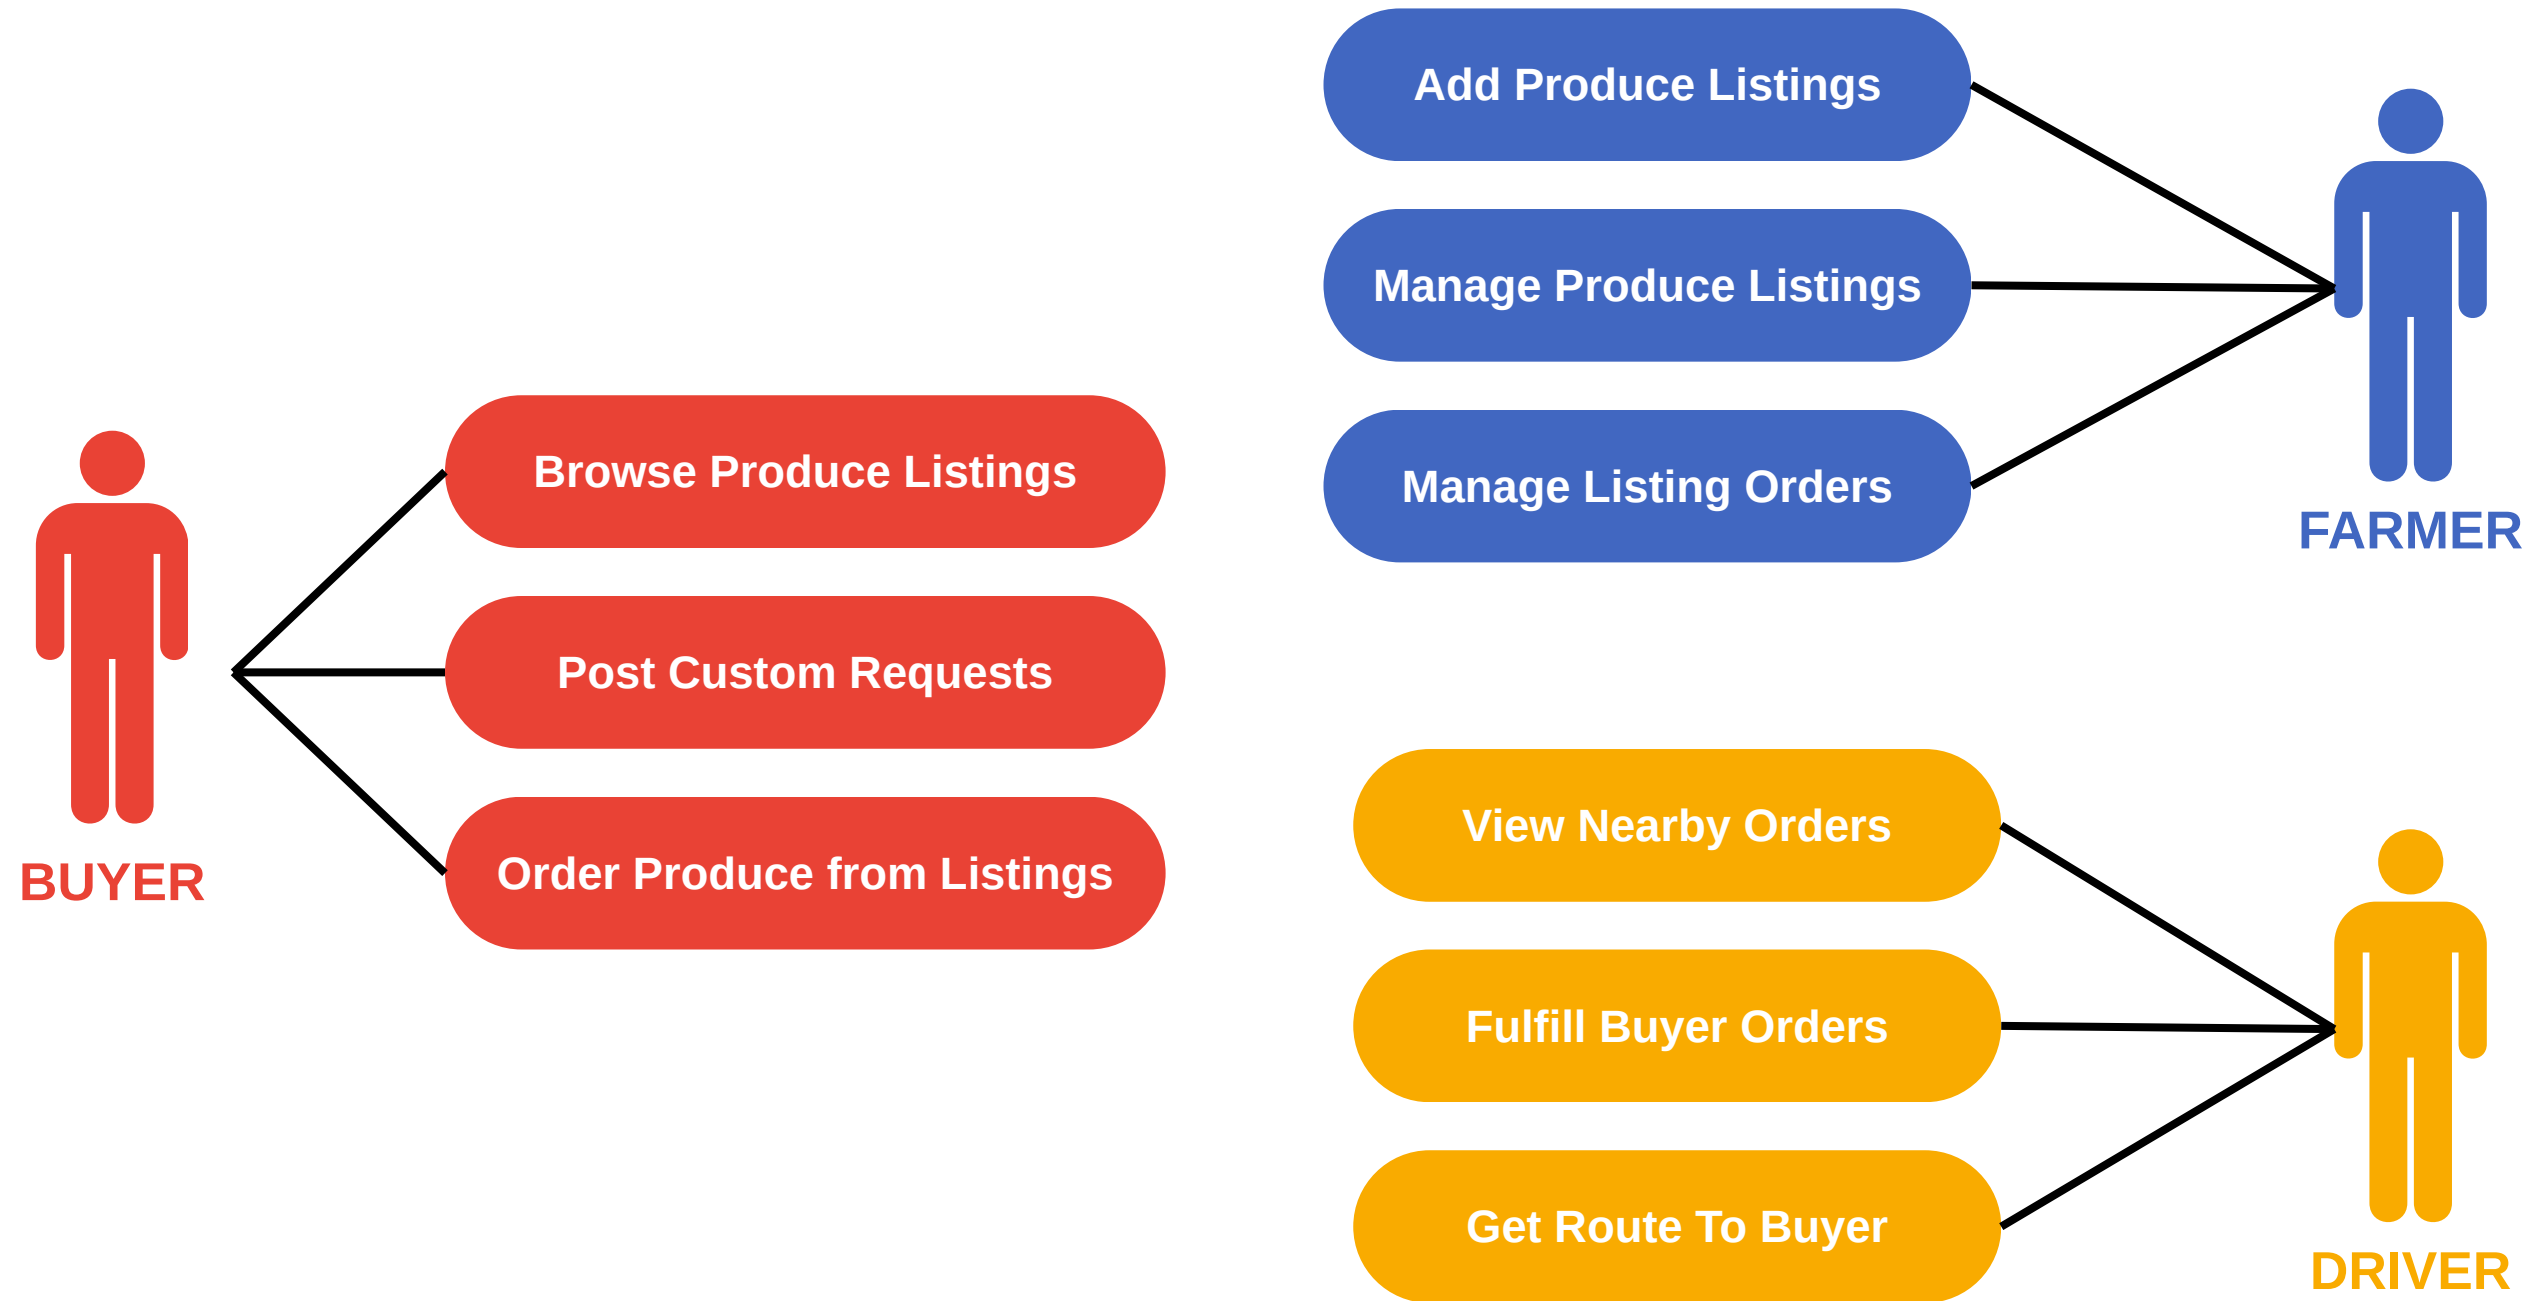 BUYER
Browse Produce Listings
Post Custom Requests
Order Produce from Listings
Add Produce Listings
Manage Produce Listings
Manage Listing Orders
FARMER
View Nearby Orders
Fulfill Buyer Orders
Get Route To Buyer
DRIVER